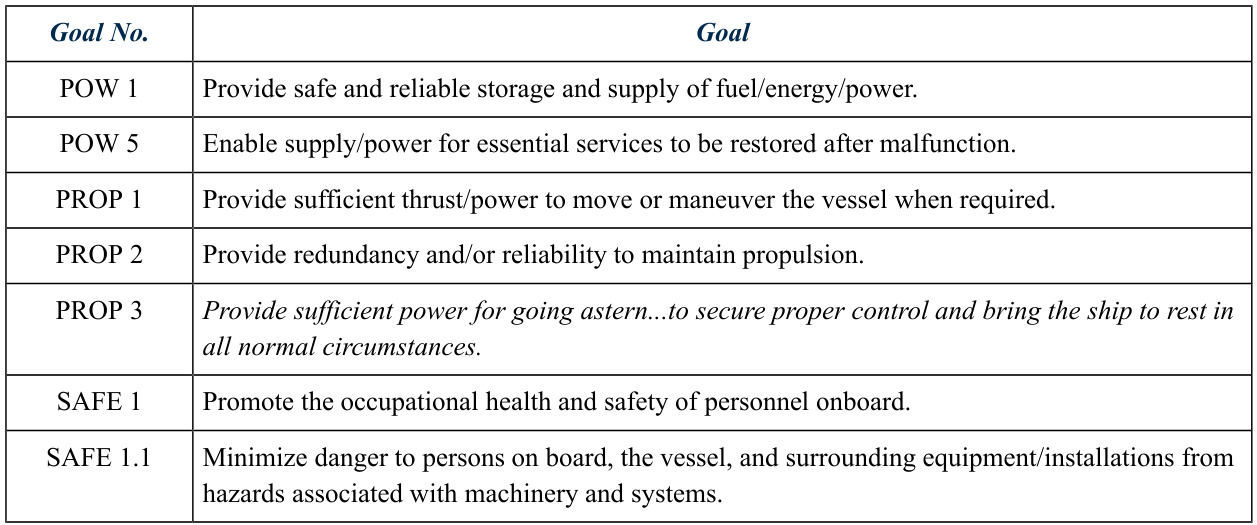 Goal No. Goal
POW 1 Provide safe and reliable storage and supply of fuel/energy/power.
POW 5 Enable supply/power for essential services to be restored after malfunction.
PROP 1 Provide sufficient thrust/power to move or maneuver the vessel when required.
PROP 2 Provide redundancy and/or reliability to maintain propulsion.
PROP 3 Provide sufficient power for going astern...to secure proper control and bring the ship to rest in
all normal circumstances.
SAFE 1 Promote the occupational health and safety of personnel onboard.
SAFE 1.1 Minimize danger to persons on board, the vessel, and surrounding equipment/installations from
hazards associated with machinery and systems.